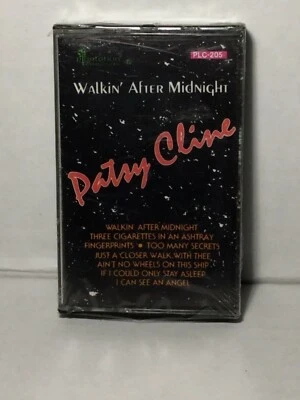 PLC-205
WALKIN' AFTER MIDNIGHT
Patsy Cline
WALKIN' AFTER MIDNIGHT
THREE CIGARETTES IN AN ASHTRAY
FINGERPRINTS ★ TOO MANY SECRETS
JUST A CLOSER WALK WITH THEE
AIN'T NO WHEELS ON THIS SHIP
IF I COULD ONLY STAY ASLEEP
I CAN SEE AN ANGEL